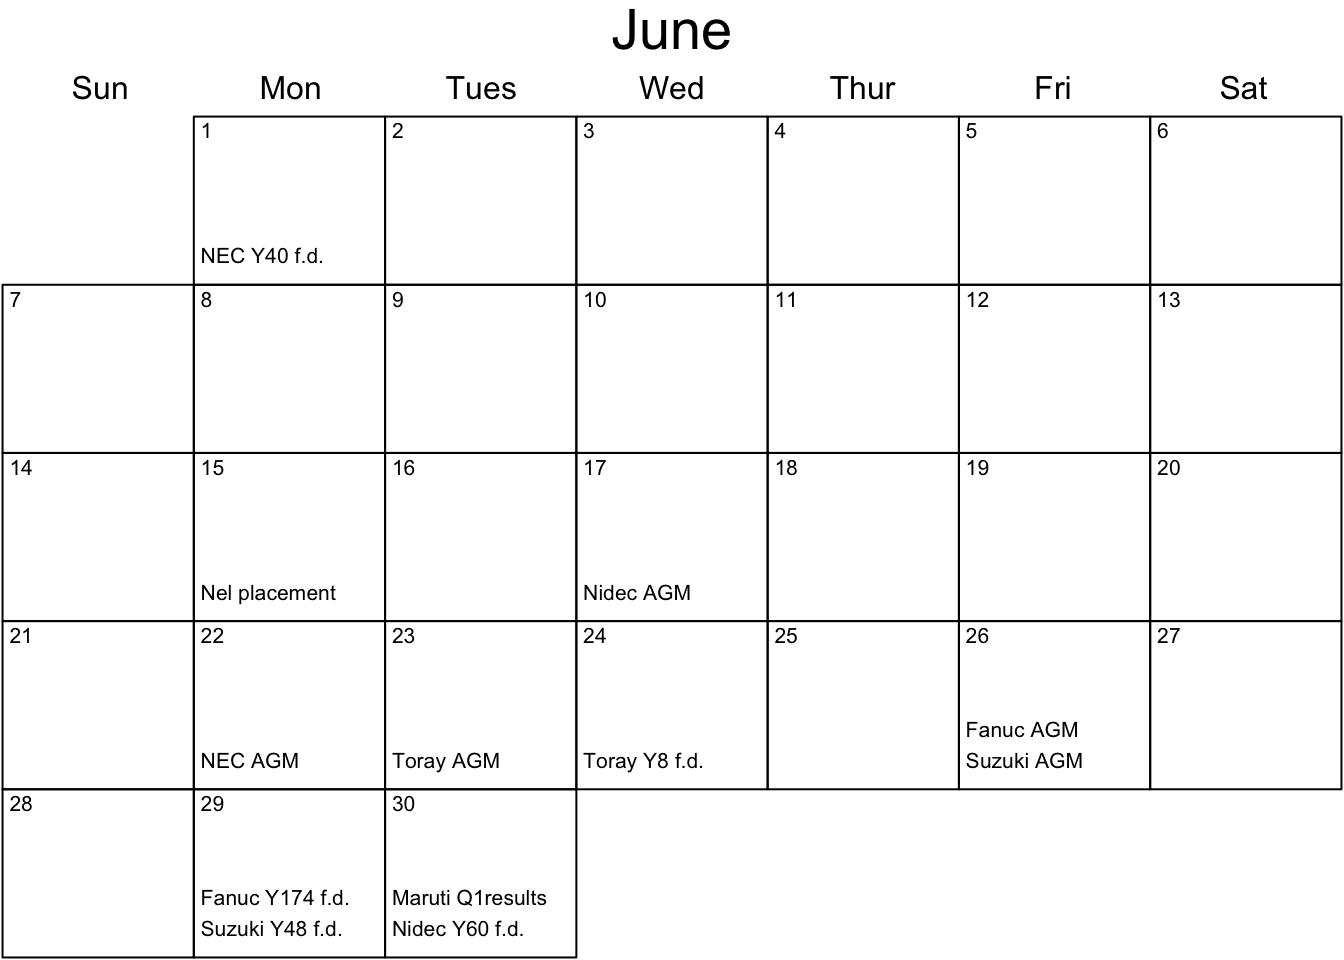 June
Sun Mon Tues Wed Thur Fri Sat
1 2 3 4 5 6
NEC Y40 f.d.
7 8 9 10 11 12 13
14 15 16 17 18 19 20
Nel placement Nidec AGM
21 22 23 24 25 26 27
Fanuc AGM
NEC AGM Toray AGM Toray Y8 f.d. Suzuki AGM
28 29 30
Fanuc Y174 f.d. Maruti Q1results
Suzuki Y48 f.d. Nidec Y60 f.d.